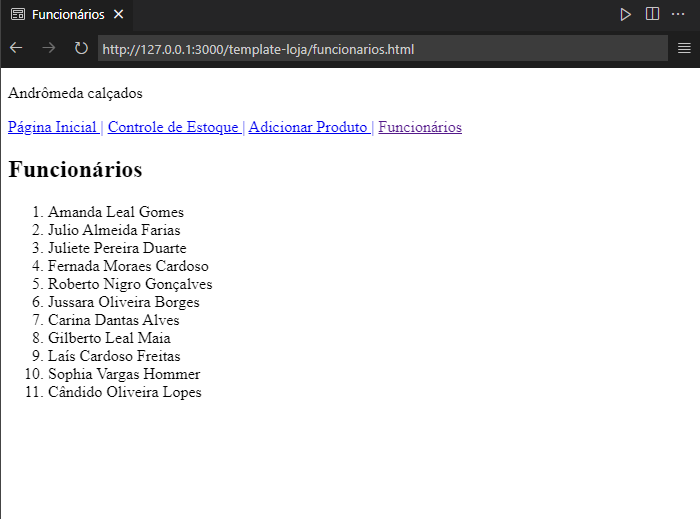 Funcionários
http://127.0.0.1:3000/template-loja/funcionarios.html
Andrômeda calçados
Página Inicial | Controle de Estoque | Adicionar Produto | Funcionários
Funcionários
1. Amanda Leal Gomes
2. Julio Almeida Farias
3. Juliete Pereira Duarte
4. Fernada Moraes Cardoso
5. Roberto Nigro Gonçalves
6. Jussara Oliveira Borges
7. Carina Dantas Alves
8. Gilberto Leal Maia
9. Laís Cardoso Freitas
10. Sophia Vargas Hommer
11. Cândido Oliveira Lopes